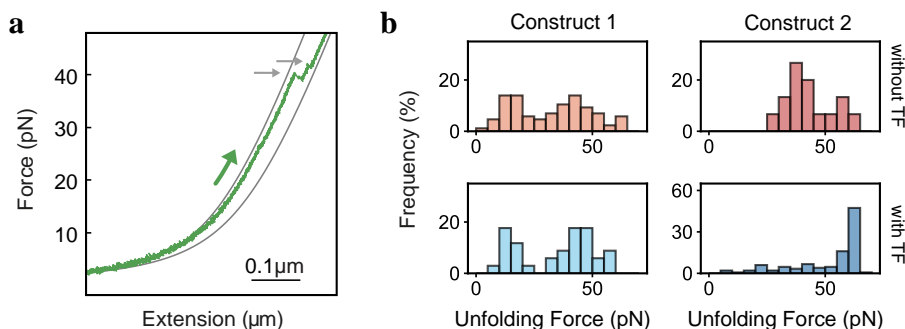 a
Force (pN)
40
30
20
10
0.1µm
Extension (µm)
b
Construct 1
Construct 2
Frequency (%)
20
0
0
50
20
0
0
50
without TF
20
0
0
50
60
30
0
0
50
with TF
Unfolding Force (pN)
Unfolding Force (pN)